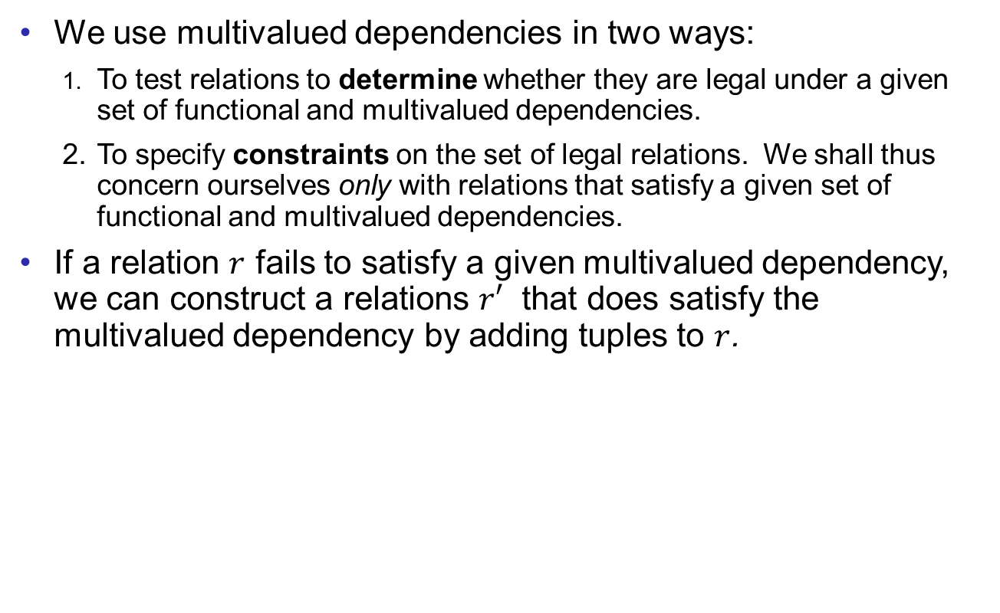 • We use multivalued dependencies in two ways:
1. To test relations to determine whether they are legal under a given
set of functional and multivalued dependencies.
2. To specify constraints on the set of legal relations. We shall thus
concern ourselves only with relations that satisfy a given set of
functional and multivalued dependencies.
• If a relation r fails to satisfy a given multivalued dependency,
we can construct a relations r′ that does satisfy the
multivalued dependency by adding tuples to r.